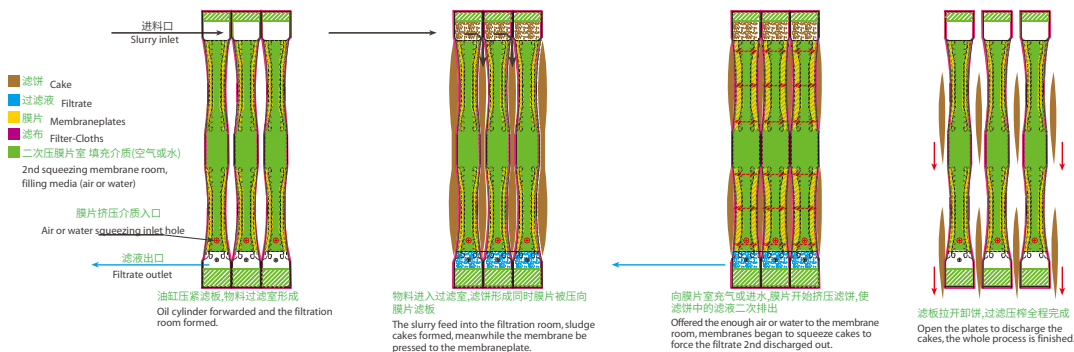 进料口
Slurry inlet
滤饼 Cake
过滤液 Filtrate
膜片 Membraneplates
滤布 Filter-Cloths
二次压膜片室 填充介质(空气或水)
2nd squeezing membrane room,
filling media (air or water)
膜片挤压介质入口
Air or water squeezing inlet hole
滤液出口
Filtrate outlet
油缸压紧滤板,物料过滤室形成
Oil cylinder forwarded and the filtration
room formed.
物料进入过滤室,滤饼形成同时膜片被压向
膜片滤板
The slurry feed into the filtration room, sludge
cakes formed, meanwhile the membrane be
pressed to the membraneplate.
向膜片室充气或进水,膜片开始挤压滤饼,使
滤饼中的滤液二次排出
Offered the enough air or water to the membrane
room, membranes began to squeeze cakes to
force the filtrate 2nd discharged out.
滤板拉开卸饼,过滤压榨全程完成
Open the plates to discharge the
cakes, the whole process is finished.